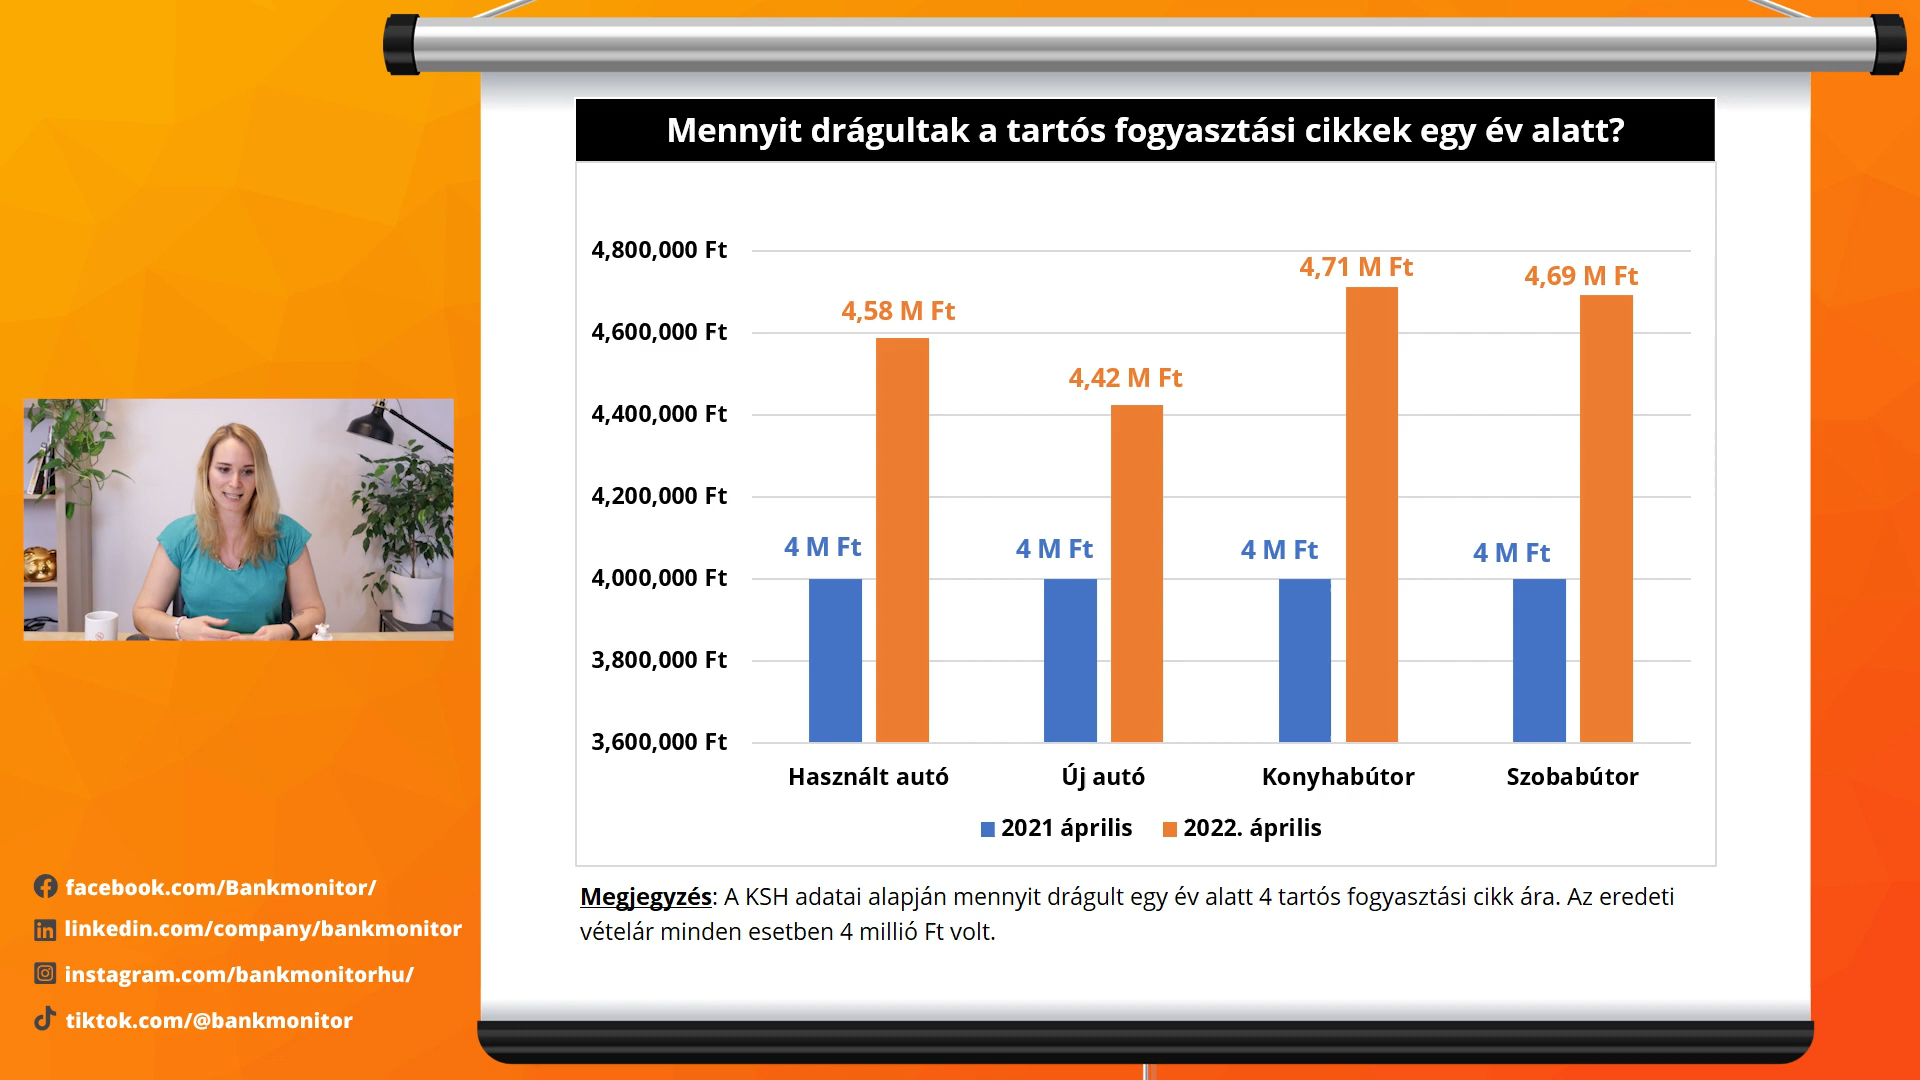 Mennyit drágultak a tartós fogyasztási cikkek egy év alatt?
4,800,000 Ft
4,600,000 Ft
4,400,000 Ft
4,200,000 Ft
4,000,000 Ft
3,800,000 Ft
3,600,000 Ft
4 M Ft
4,58 M Ft
4 M Ft
4,42 M Ft
4 M Ft
4,71 M Ft
4 M Ft
4,69 M Ft
Használt autó
Új autó
Konyhabútor
Szobabútor
2021 április
2022. április
Megjegyzés: A KSH adatai alapján mennyit drágult egy év alatt 4 tartós fogyasztási cikk ára. Az eredeti
vételár minden esetben 4 millió Ft volt.
facebook.com/Bankmonitor/
linkedin.com/company/bankmonitor
instagram.com/bankmonitorhu/
tiktok.com/@bankmonitor